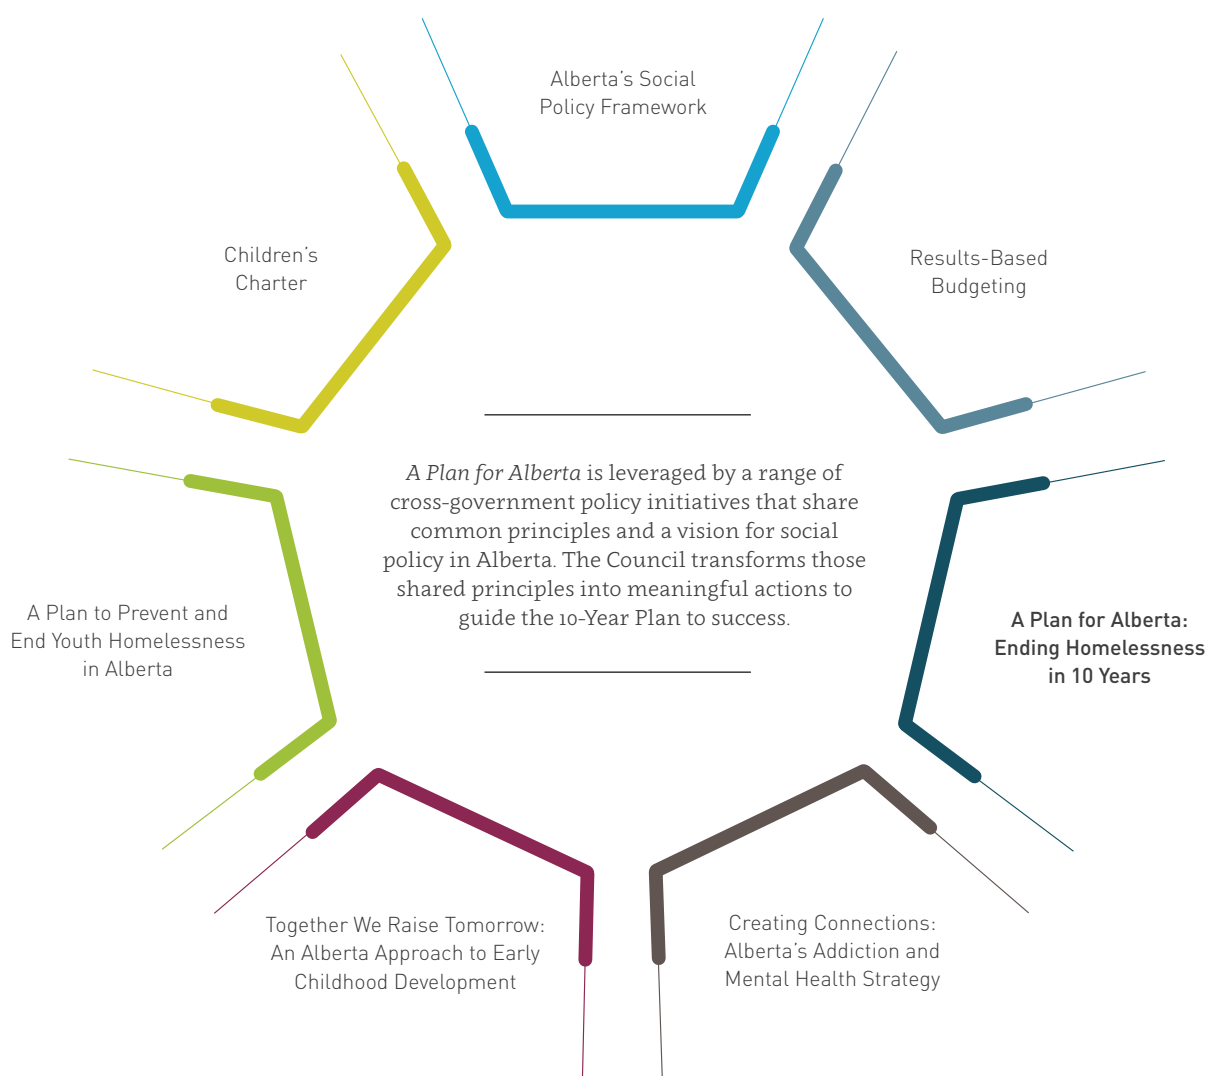 Alberta’s Social
Policy Framework
Children’s
Charter
Results-Based
Budgeting
A Plan for Alberta is leveraged by a range of
cross-government policy initiatives that share
common principles and a vision for social
policy in Alberta. The Council transforms those
shared principles into meaningful actions to
guide the 10-Year Plan to success.
A Plan to Prevent and
End Youth Homelessness
in Alberta
A Plan for Alberta:
Ending Homelessness
in 10 Years
Together We Raise Tomorrow:
An Alberta Approach to Early
Childhood Development
Creating Connections:
Alberta’s Addiction and
Mental Health Strategy